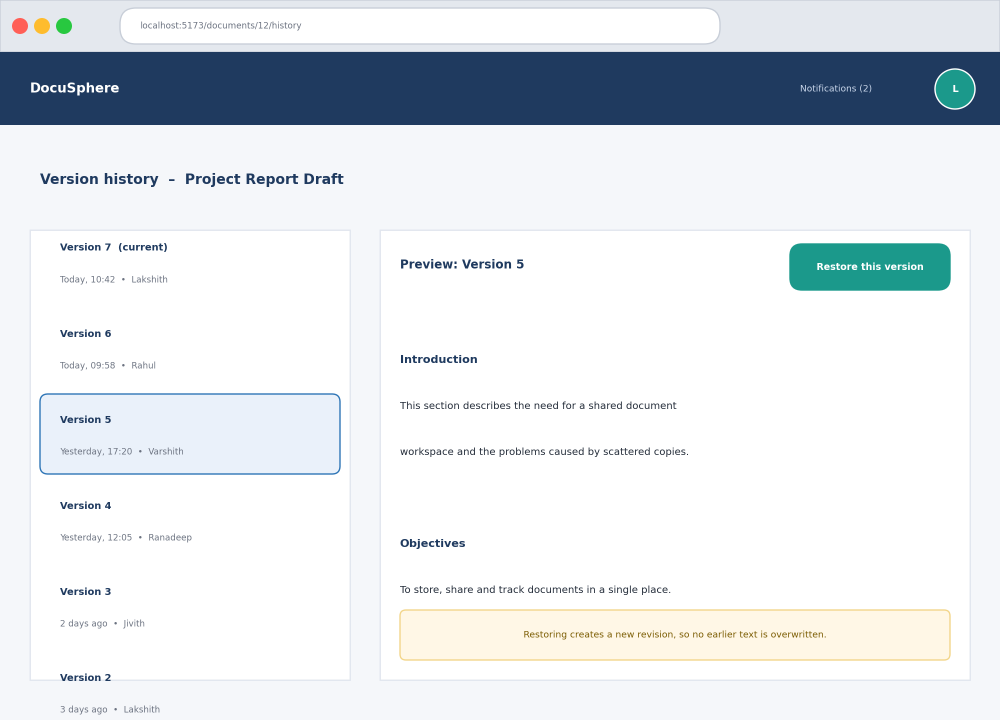 localhost:5173/documents/12/history
DocuSphere
Notifications (2)
L
Version history – Project Report Draft
Version 7 (current)
Today, 10:42 • Lakshith
Version 6
Today, 09:58 • Rahul
Version 5
Yesterday, 17:20 • Varshith
Version 4
Yesterday, 12:05 • Ranadeep
Version 3
2 days ago • Jivith
Version 2
3 days ago • Lakshith
Preview: Version 5
Restore this version
Introduction
This section describes the need for a shared document
workspace and the problems caused by scattered copies.
Objectives
To store, share and track documents in a single place.
Restoring creates a new revision, so no earlier text is overwritten.